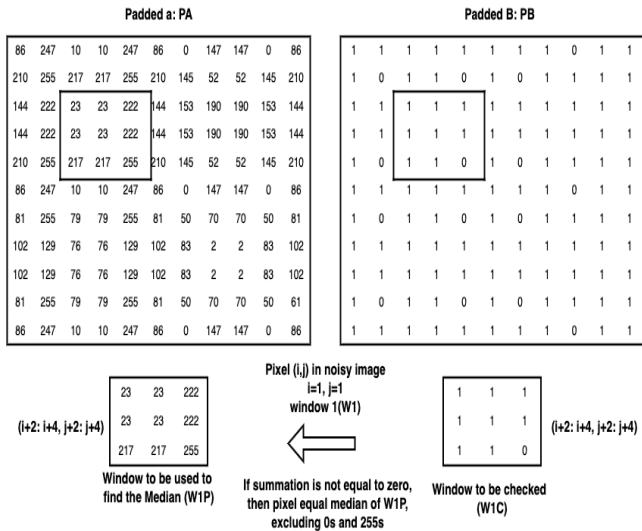 Padded a: PA
86 247 10 10 247 86 0 147 147 0 86
210 255 217 217 255 210 145 52 52 145 210
144 222 23 23 222 144 153 190 190 153 144
144 222 23 23 222 144 153 190 190 153 144
210 255 217 217 255 210 145 52 52 145 210
86 247 10 10 247 86 0 147 147 0 86
81 255 79 79 255 81 50 70 70 50 81
102 129 76 76 129 102 83 2 2 83 102
102 129 76 76 129 102 83 2 2 83 102
81 255 79 79 255 81 50 70 70 50 61
86 247 10 10 247 86 0 147 147 0 86
Padded B: PB
1 1 1 1 1 1 1 1 0 1 1
1 0 1 1 0 1 0 1 1 1 1
1 1 1 1 1 1 1 1 1 1 1
1 1 1 1 1 1 1 1 1 1 1
1 0 1 1 0 1 0 1 1 1 1
1 1 1 1 1 1 1 1 0 1 1
1 0 1 1 0 1 0 1 1 1 1
1 1 1 1 1 1 1 1 1 1 1
1 1 1 1 1 1 1 1 1 1 1
1 0 1 1 0 1 0 1 1 1 1
1 1 1 1 1 1 1 1 0 1 1
(i+2: i+4, j+2: j+4)
23 23 222
23 23 222
217 217 255
Window to be used to
find the Median (W1P)
Pixel (i,j) in noisy image
i=1, j=1
window 1(W1)
If summation is not equal to zero,
then pixel equal median of W1P,
excluding 0s and 255s
1 1 1
1 1 1
1 1 0
(i+2: i+4, j+2: j+4)
Window to be checked
(W1C)